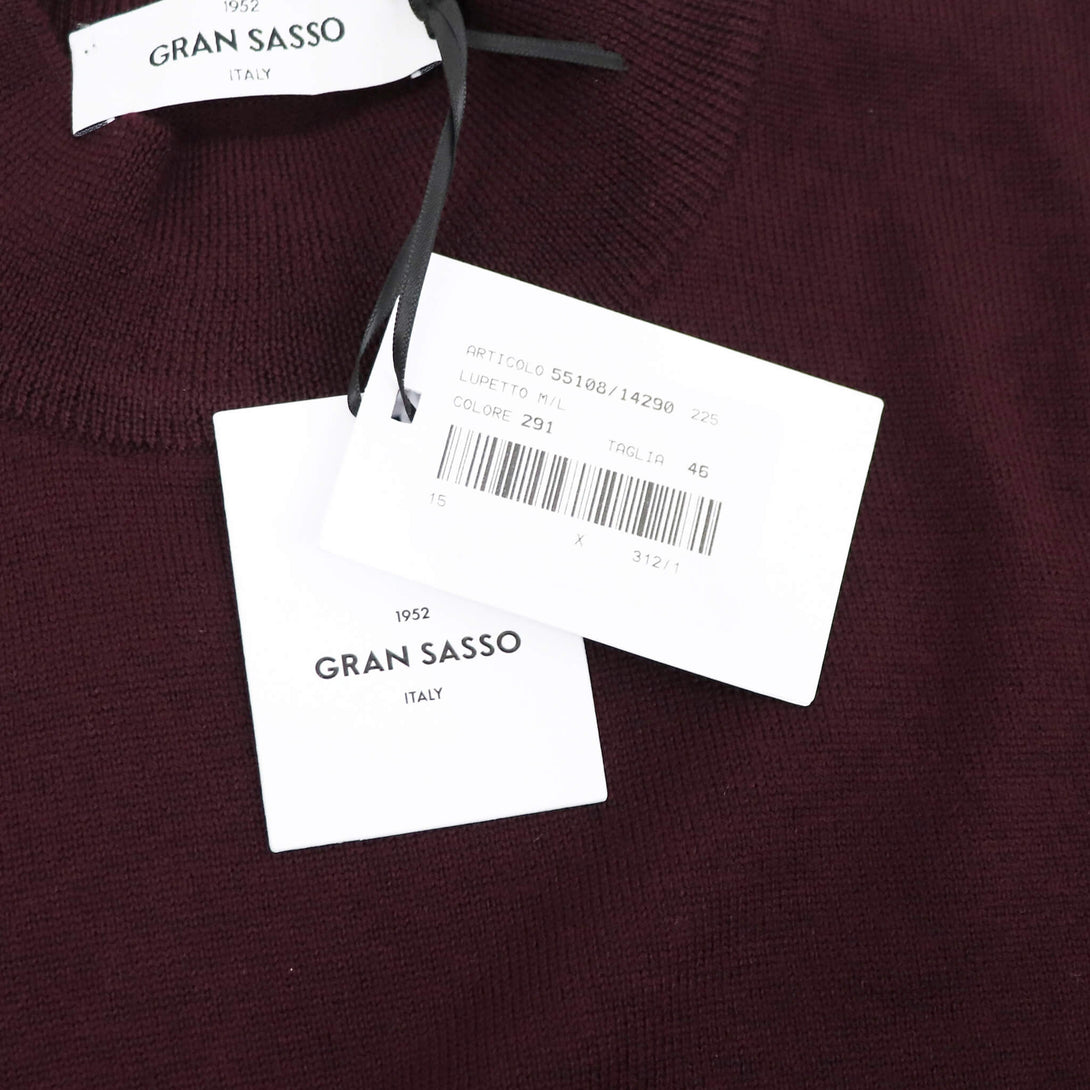 1952
GRAN SASSO
ITALY
ARTICOLO 55108/14290 225
LUPETTO M/L
COLORE 291 TAGLIA 46
15 X 312/1
1952
GRAN SASSO
ITALY